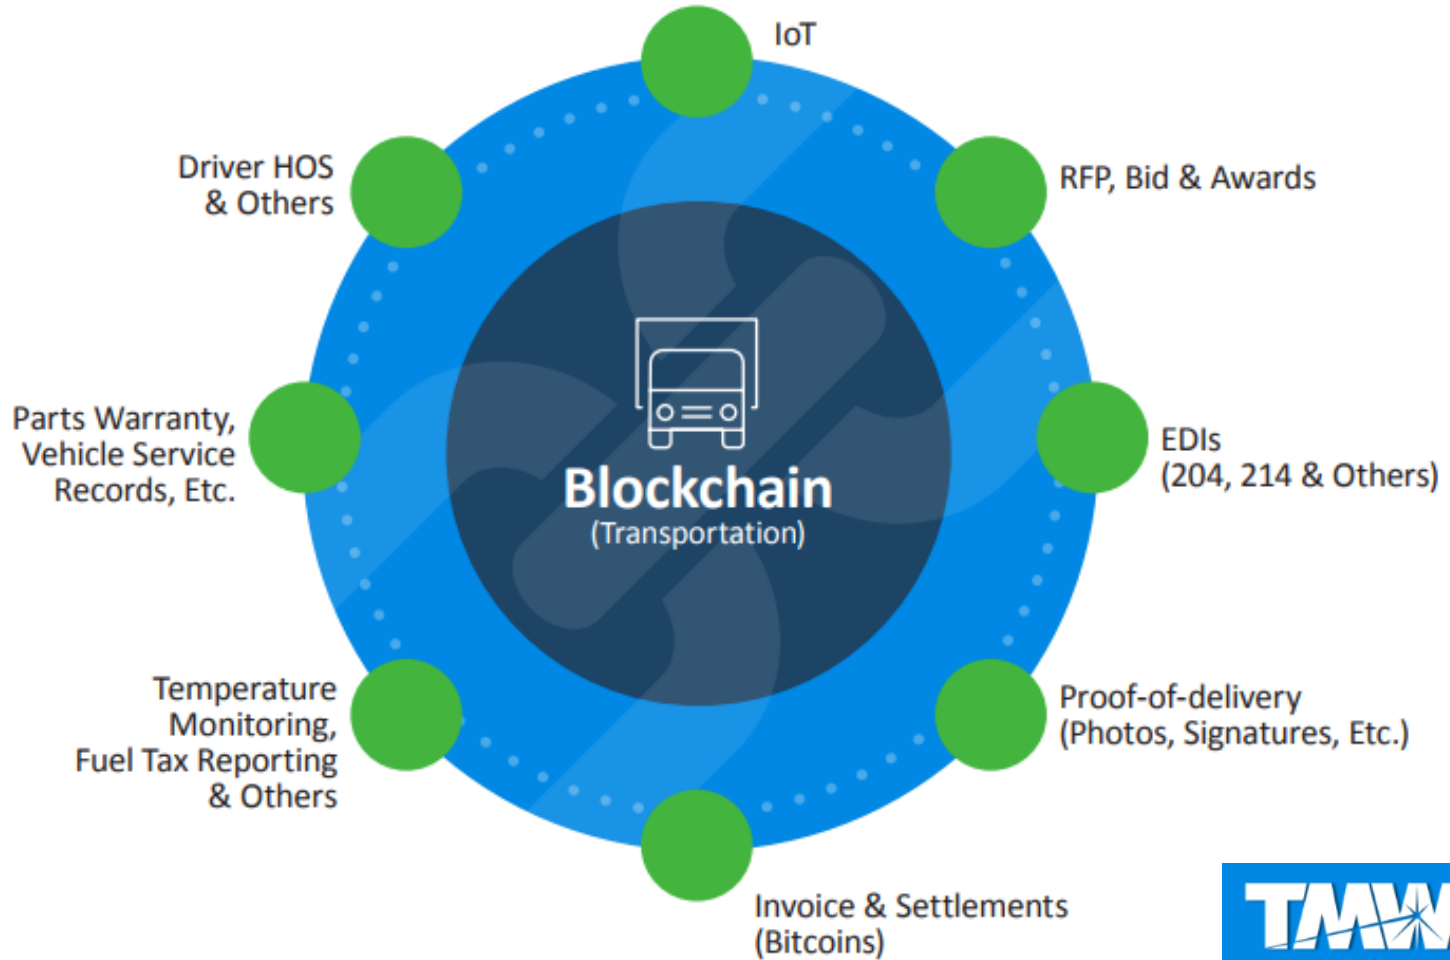 IoT
RFP, Bid & Awards
EDIs
(204, 214 & Others)
Proof-of-delivery
(Photos, Signatures, Etc.)
Invoice & Settlements
(Bitcoins)
Temperature
Monitoring,
Fuel Tax Reporting
& Others
Parts Warranty,
Vehicle Service
Records, Etc.
Driver HOS
& Others
Blockchain
(Transportation)
TMW